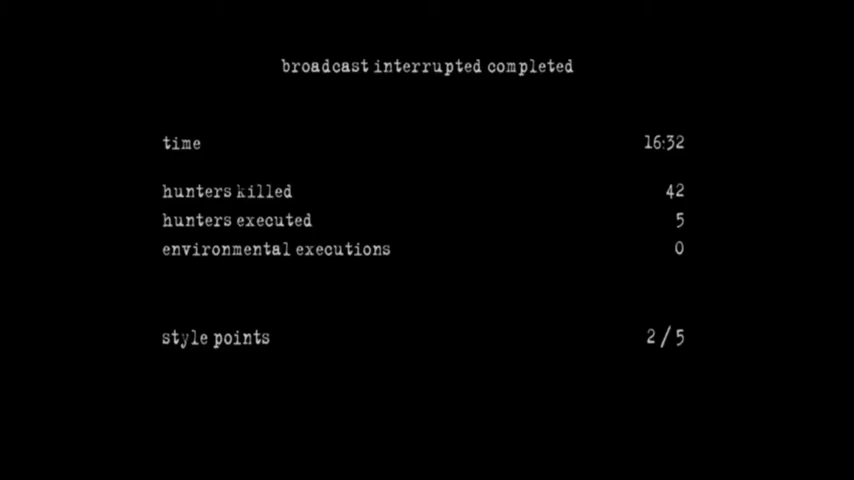 broadcast interrupted completed
time 16:32
hunters killed 42
hunters executed 5
environmental executions 0
style points 2/5